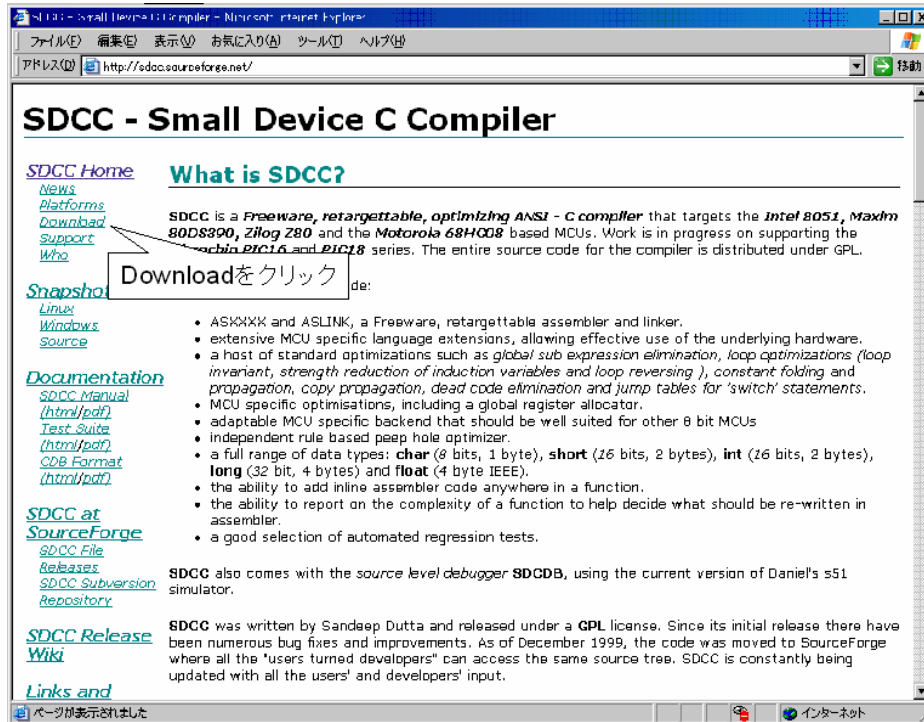 SDCC - Small Device C Compiler - Microsoft Internet Explorer
ファイル(F) 編集(E) 表示(V) お気に入り(A) ツール(T) ヘルプ(H)
アドレス(D) http://sdcc.sourceforge.net/ 移動
SDCC - Small Device C Compiler
SDCC Home
News
Platforms
Download
Support
Who
Snapshot
Linux
Windows
Source
Documentation
SDCC Manual
(html/pdf)
Test Suite
(html/pdf)
CDB Format
(html/pdf)
SDCC at
SourceForge
SDCC File
Releases
SDCC Subversion
Repository
SDCC Release
Wiki
Links and
What is SDCC?
SDCC is a Freeware, retargettable, optimizing ANSI - C compiler that targets the Intel 8051, Maxim
80DS390, Zilog Z80 and the Motorola 68HC08 based MCUs. Work is in progress on supporting the
PIC16 and PIC18 series. The entire source code for the compiler is distributed under GPL.
Downloadをクリック
de:
• ASXXXX and ASLINK, a Freeware, retargettable assembler and linker.
• extensive MCU specific language extensions, allowing effective use of the underlying hardware.
• a host of standard optimizations such as global sub expression elimination, loop optimizations (loop
invariant, strength reduction of induction variables and loop reversing ), constant folding and
propagation, copy propagation, dead code elimination and jump tables for 'switch' statements.
• MCU specific optimisations, including a global register allocator.
• adaptable MCU specific backend that should be well suited for other 8 bit MCUs
• independent rule based peep hole optimizer.
• a full range of data types: char (8 bits, 1 byte), short (16 bits, 2 bytes), int (16 bits, 2 bytes),
long (32 bit, 4 bytes) and float (4 byte IEEE).
• the ability to add inline assembler code anywhere in a function.
• the ability to report on the complexity of a function to help decide what should be re-written in
assembler.
• a good selection of automated regression tests.
SDCC also comes with the source level debugger SDCDB, using the current version of Daniel's s51
simulator.
SDCC was written by Sandeep Dutta and released under a GPL license. Since its initial release there have
been numerous bug fixes and improvements. As of December 1999, the code was moved to SourceForge
where all the "users turned developers" can access the same source tree. SDCC is constantly being
updated with all the users' and developers' input.
ページが表示されました インターネット